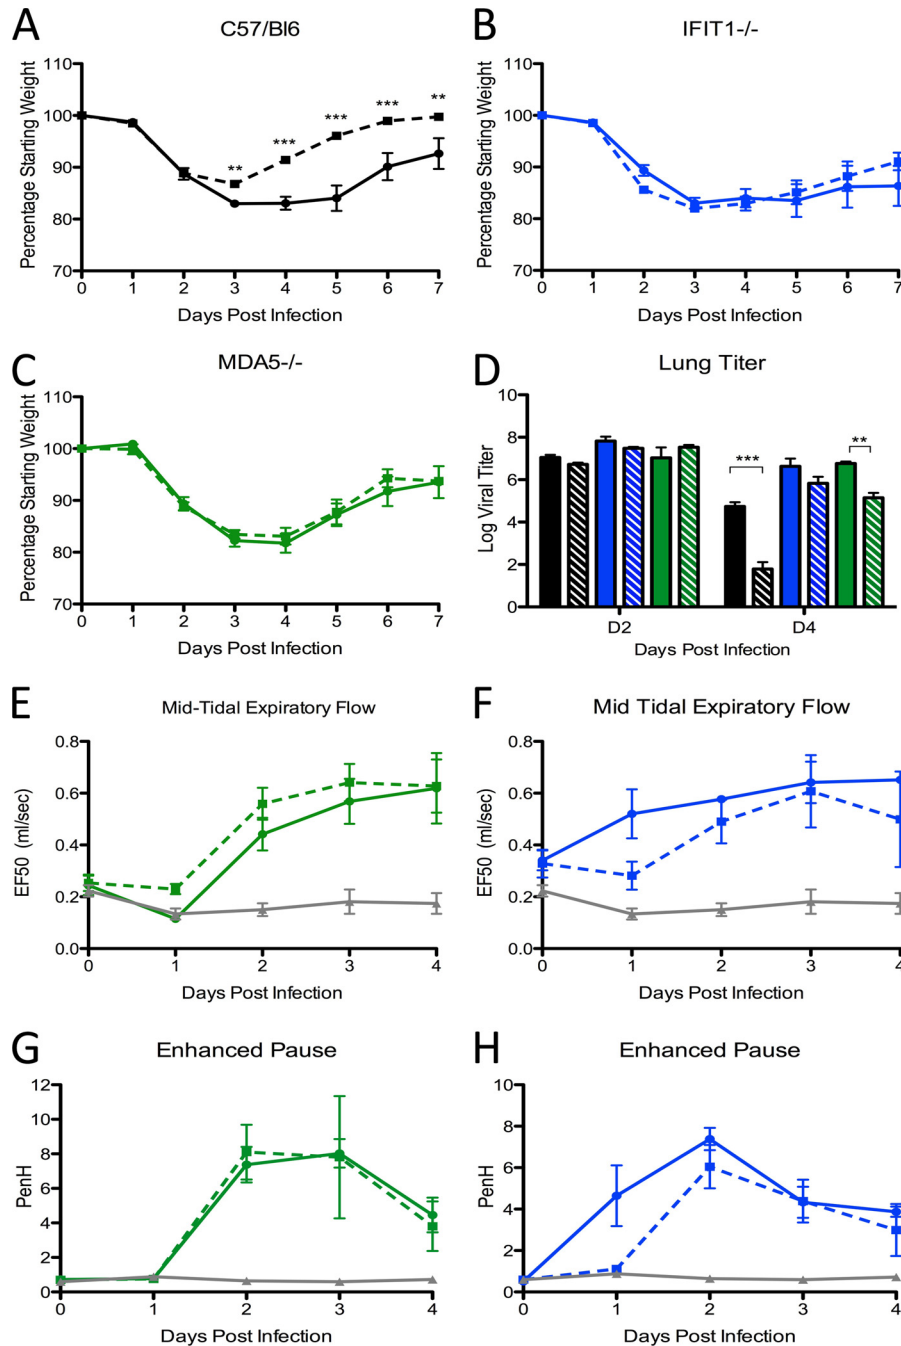 A
C57/Bl6
Percentage Starting Weight
110
100
90
80
70
** *** *** *** **
0 1 2 3 4 5 6 7
Days Post Infection
B
IFIT1-/-
Percentage Starting Weight
110
100
90
80
70
0 1 2 3 4 5 6 7
Days Post Infection
C
MDA5-/-
Percentage Starting Weight
110
100
90
80
70
0 1 2 3 4 5 6 7
Days Post Infection
D
Lung Titer
Log Viral Titer
10
8
6
4
2
0
*** **
D2 D4
Days Post Infection
E
Mid-Tidal Expiratory Flow
EF50 (ml/sec)
0.8
0.6
0.4
0.2
0.0
0 1 2 3 4
Days Post Infection
F
Mid Tidal Expiratory Flow
EF50 (ml/sec)
0.8
0.6
0.4
0.2
0.0
0 1 2 3 4
Days Post Infection
G
Enhanced Pause
PenH
12
10
8
6
4
2
0
0 1 2 3 4
Days Post Infection
H
Enhanced Pause
PenH
10
8
6
4
2
0
0 1 2 3 4
Days Post Infection